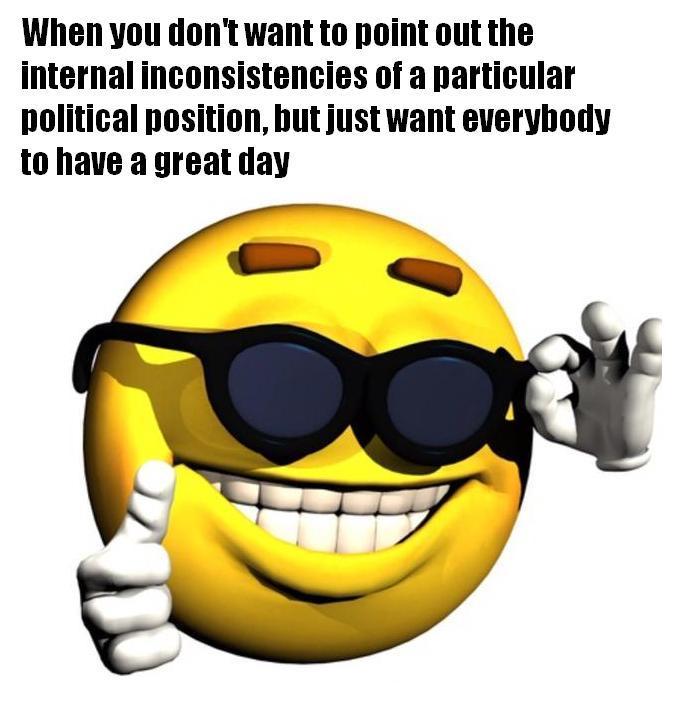 When you don't want to point out the
internal inconsistencies of a particular
political position, but just want everybody
to have a great day